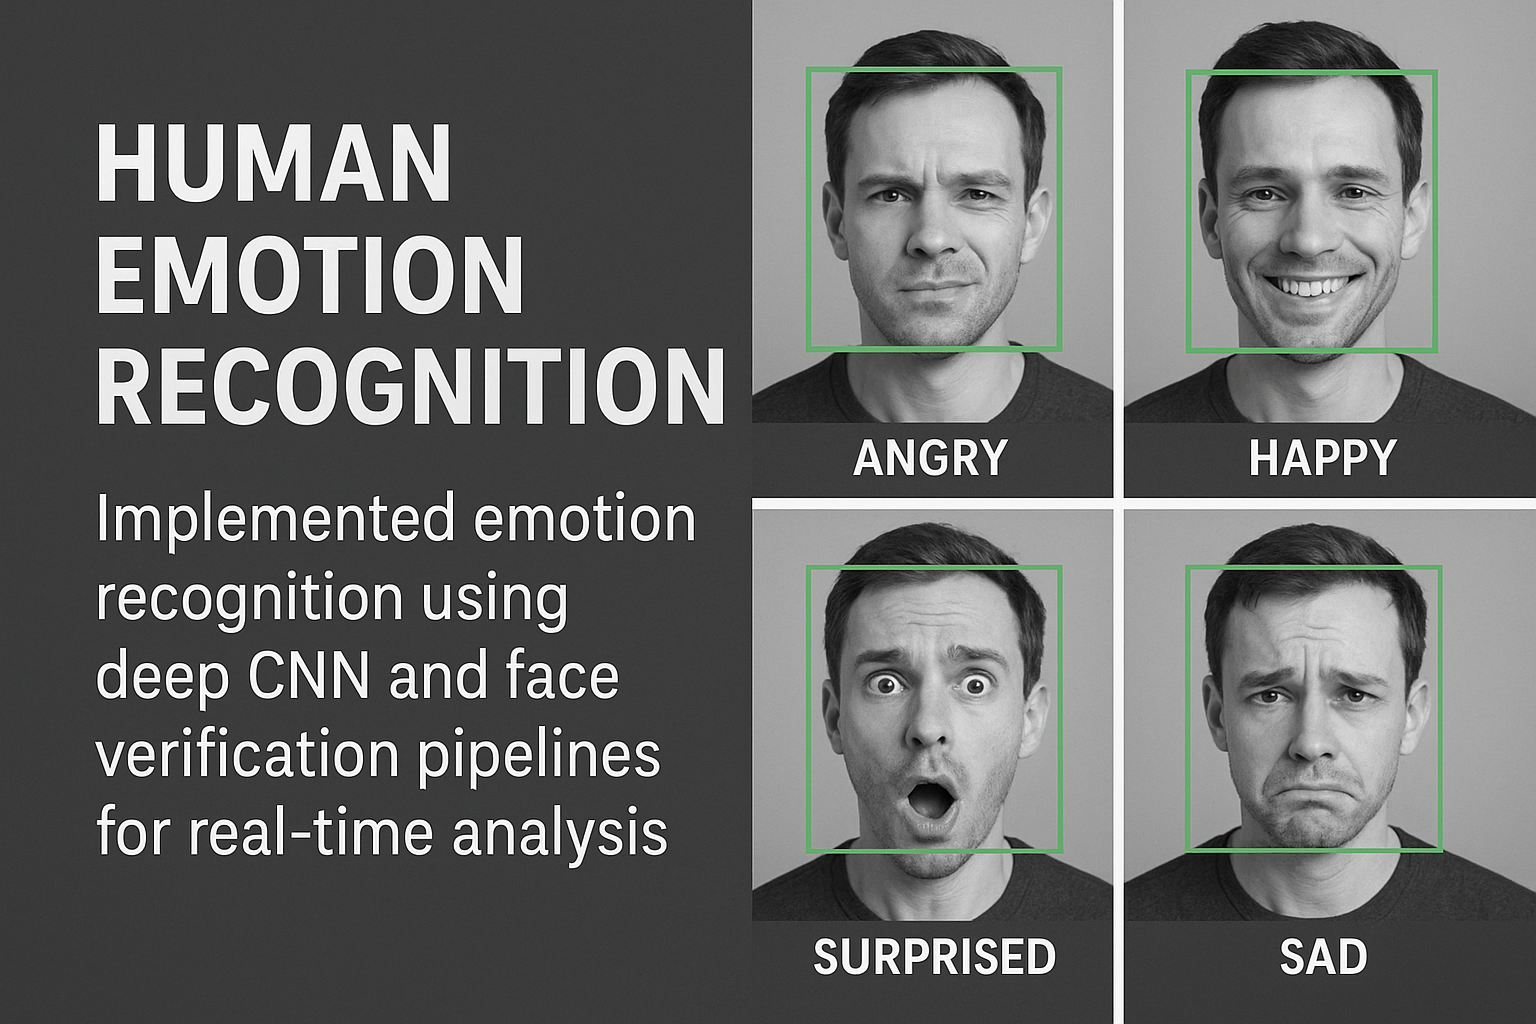 HUMAN
EMOTION
RECOGNITION
Implemented emotion
recognition using
deep CNN and face
verification pipelines
for real-time analysis
ANGRY
HAPPY
SURPRISED
SAD